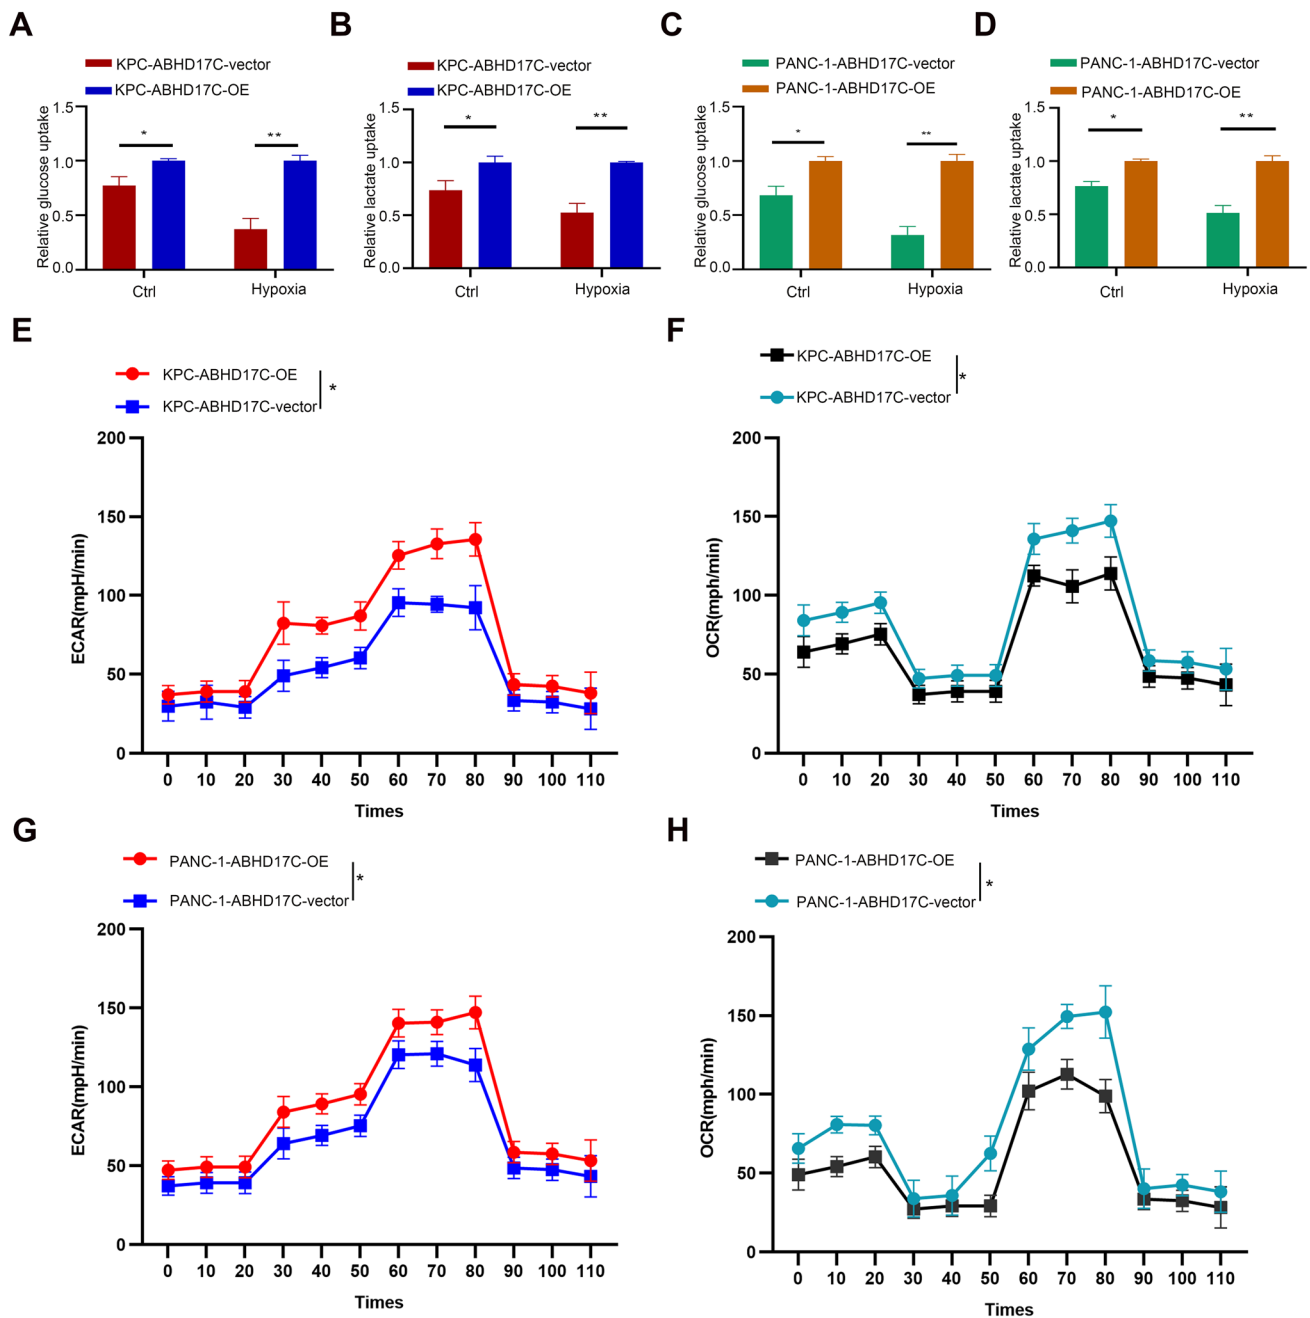 A
KPC-ABHD17C-vector
KPC-ABHD17C-OE
Relative glucose uptake
1.5
1.0
0.5
0.0
*
**
Ctrl
Hypoxia
B
KPC-ABHD17C-vector
KPC-ABHD17C-OE
Relative lactate uptake
1.5
1.0
0.5
0.0
*
**
Ctrl
Hypoxia
C
PANC-1-ABHD17C-vector
PANC-1-ABHD17C-OE
Relative glucose uptake
1.5
1.0
0.5
0.0
*
**
Ctrl
Hypoxia
D
PANC-1-ABHD17C-vector
PANC-1-ABHD17C-OE
Relative lactate uptake
1.5
1.0
0.5
0.0
*
**
Ctrl
Hypoxia
E
KPC-ABHD17C-OE
KPC-ABHD17C-vector
*
ECAR(mpH/min)
200
150
100
50
0
0 10 20 30 40 50 60 70 80 90 100 110
Times
F
KPC-ABHD17C-OE
KPC-ABHD17C-vector
*
OCR(mph/min)
200
150
100
50
0
0 10 20 30 40 50 60 70 80 90 100 110
Times
G
PANC-1-ABHD17C-OE
PANC-1-ABHD17C-vector
*
ECAR(mpH/min)
200
150
100
50
0
0 10 20 30 40 50 60 70 80 90 100 110
Times
H
PANC-1-ABHD17C-OE
PANC-1-ABHD17C-vector
*
OCR(mph/min)
200
150
100
50
0
0 10 20 30 40 50 60 70 80 90 100 110
Times